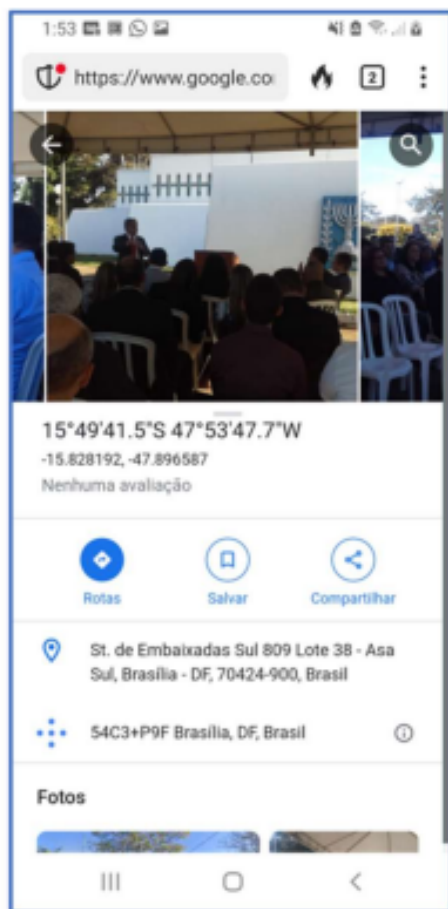 1:53
https://www.google.co
2
15°49'41.5"S 47°53'47.7"W
-15.828192, -47.896587
Nenhuma avaliação
Rotas
Salvar
Compartilhar
St. de Embaixadas Sul 809 Lote 38 - Asa
Sul, Brasília - DF, 70424-900, Brasil
54C3+P9F Brasília, DF, Brasil
Fotos